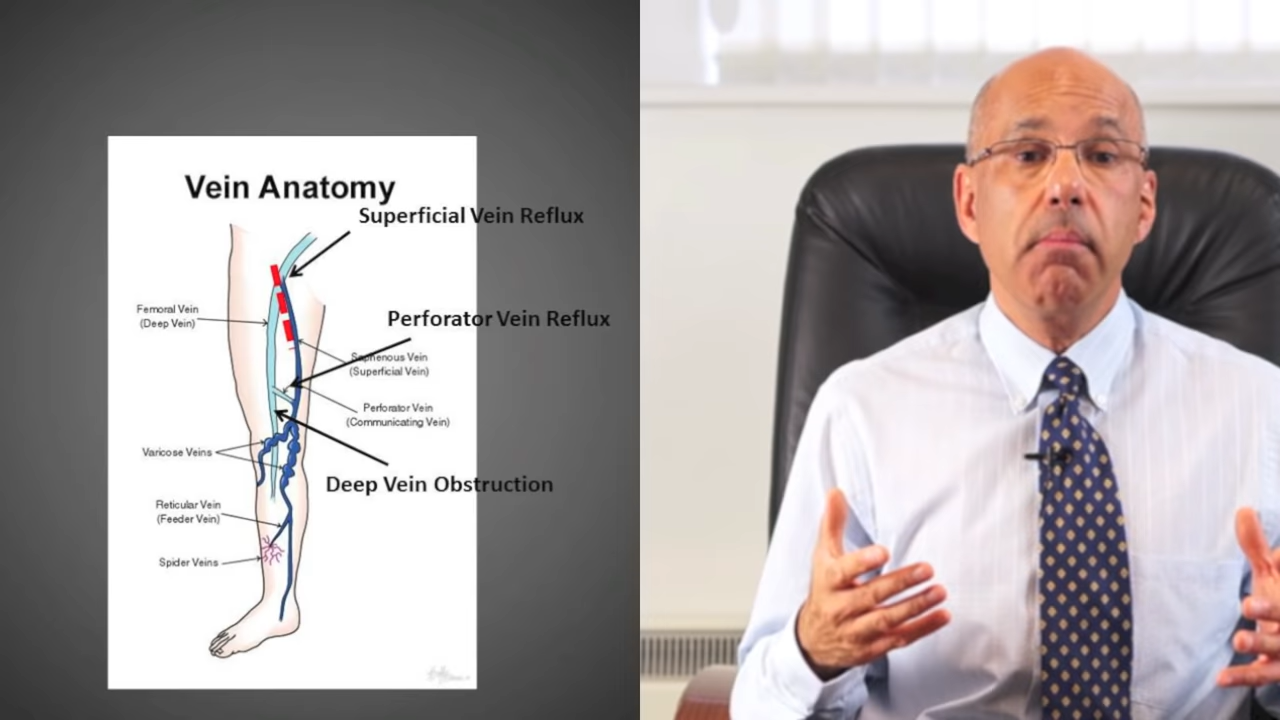 Vein Anatomy
Superficial Vein Reflux
Femoral Vein
(Deep Vein)
Perforator Vein Reflux
Saphenous Vein
(Superficial Vein)
Perforator Vein
(Communicating Vein)
Varicose Veins
Deep Vein Obstruction
Reticular Vein
(Feeder Vein)
Spider Veins